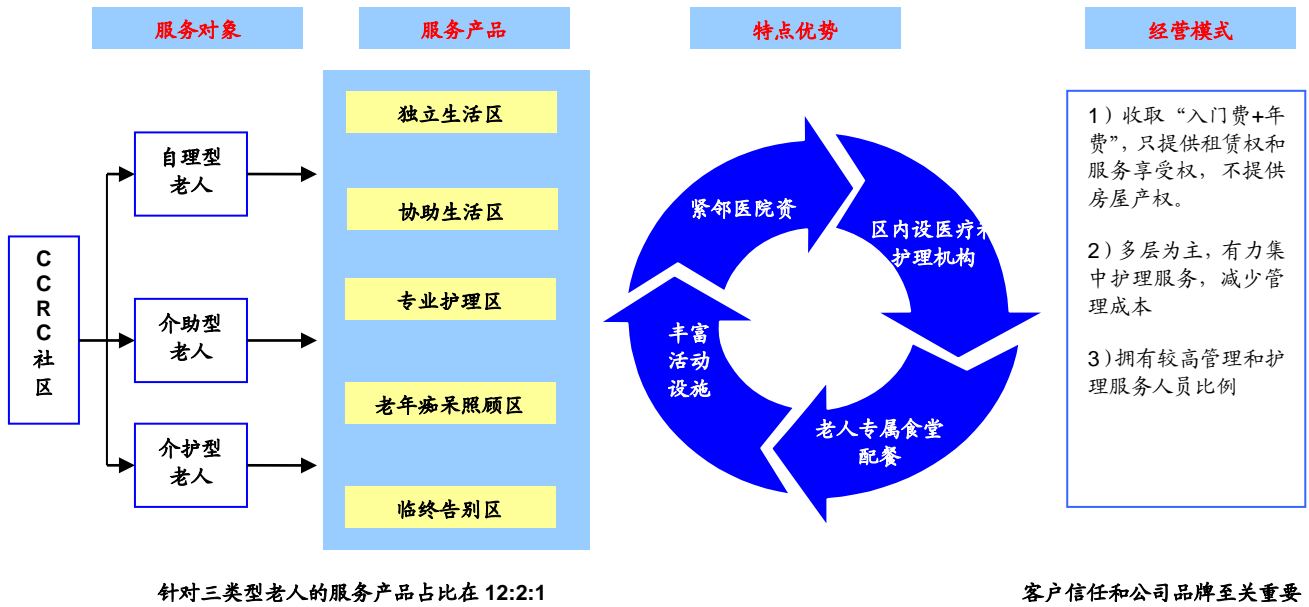 服务对象
服务产品
特点优势
经营模式
C
C
R
C
社
区
自理型
老人
介助型
老人
介护型
老人
独立生活区
协助生活区
专业护理区
老年痴呆照顾区
临终告别区
紧邻医院资
区内设医疗和
护理机构
丰富
活动
设施
老人专属食堂
配餐
1）收取“入门费+年
费”，只提供租赁权和
服务享受权，不提供
房屋产权。
2）多层为主，有力集
中护理服务，减少管
理成本
3）拥有较高管理和护
理服务人员比例
针对三类型老人的服务产品占比在 12:2:1
客户信任和公司品牌至关重要